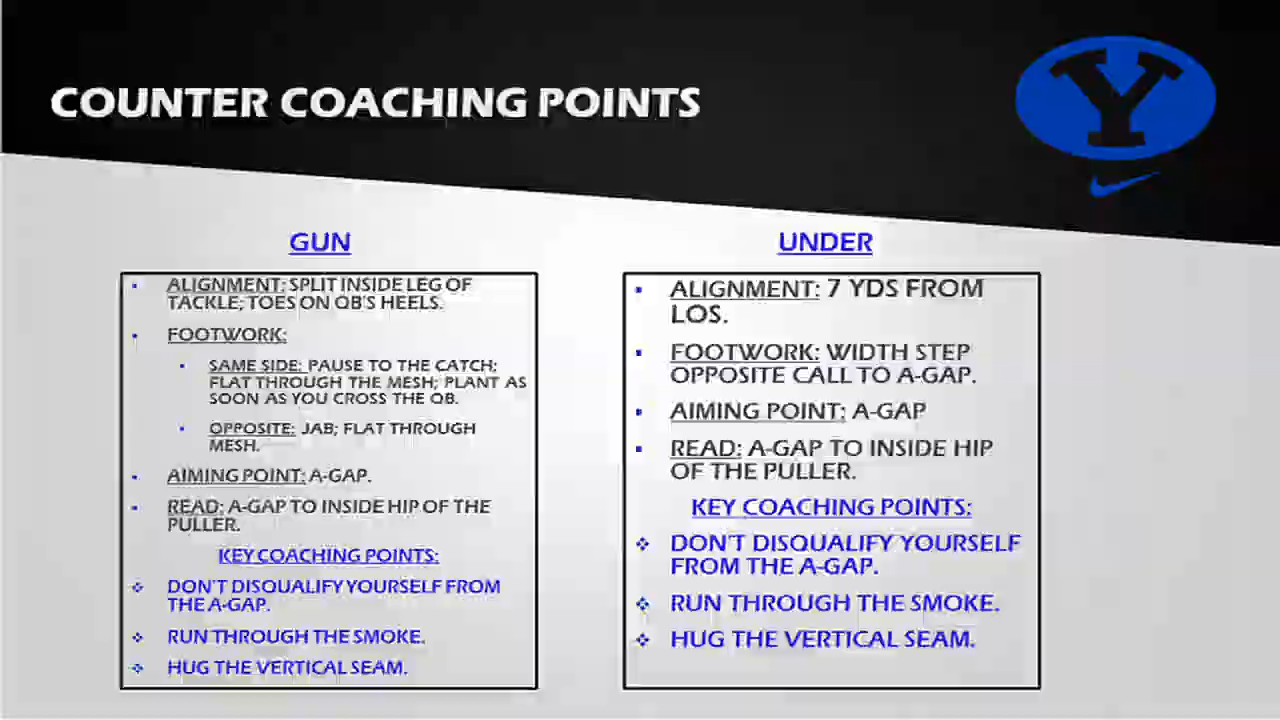 COUNTER COACHING POINTS
Y
GUN
ALIGNMENT: SPLIT INSIDE LEG OF
TACKLE; TOES ON QB'S HEELS.
FOOTWORK:
SAME SIDE: PAUSE TO THE CATCH;
FLAT THROUGH THE MESH; PLANT AS
SOON AS YOU CROSS THE QB.
OPPOSITE: JAB; FLAT THROUGH
MESH.
AIMING POINT: A-GAP.
READ: A-GAP TO INSIDE HIP OF THE
PULLER.
KEY COACHING POINTS:
DON'T DISQUALIFY YOURSELF FROM
THE A-GAP.
RUN THROUGH THE SMOKE.
HUG THE VERTICAL SEAM.
UNDER
ALIGNMENT: 7 YDS FROM
LOS.
FOOTWORK: WIDTH STEP
OPPOSITE CALL TO A-GAP.
AIMING POINT: A-GAP
READ: A-GAP TO INSIDE HIP
OF THE PULLER.
KEY COACHING POINTS:
DON'T DISQUALIFY YOURSELF
FROM THE A-GAP.
RUN THROUGH THE SMOKE.
HUG THE VERTICAL SEAM.